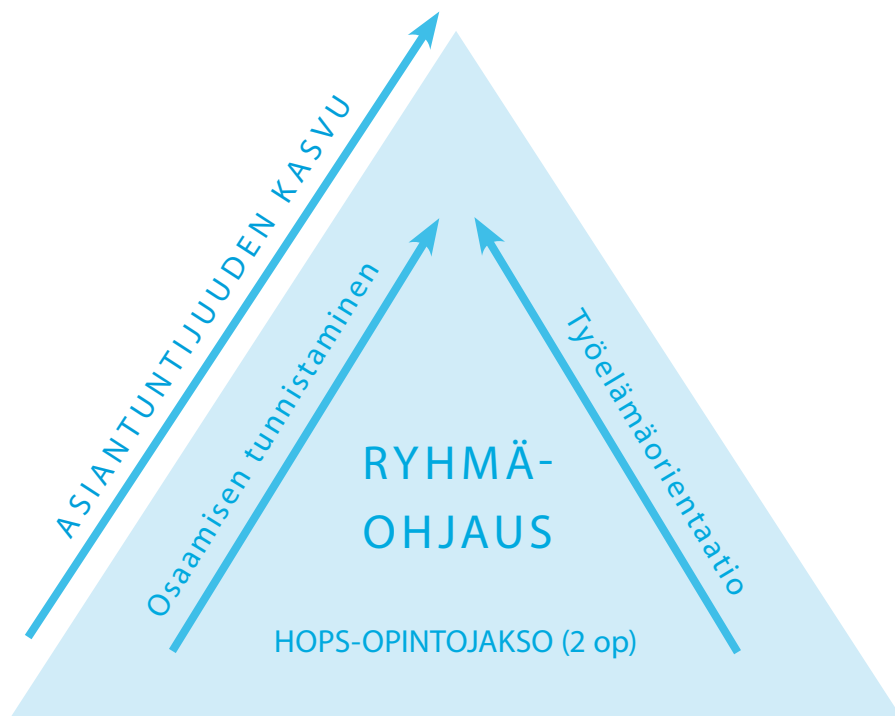 ASIANTUNTIJUUDEN KASVU
Osaamisen tunnistaminen
Työelämäorientaatio
RYHMÄ-
OHJAUS
HOPS-OPINTOJAKSO (2 op)